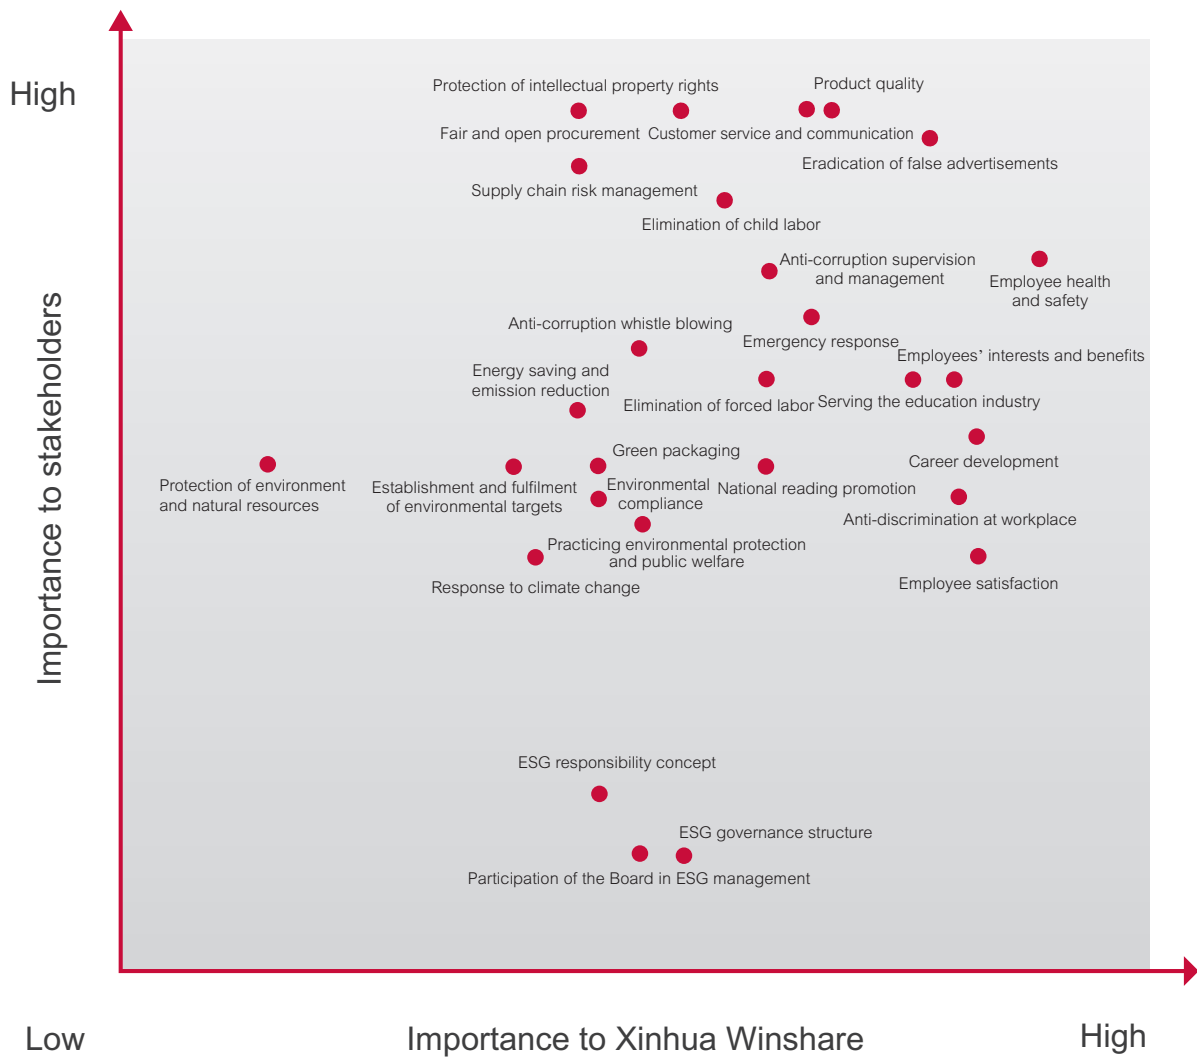 High
Protection of intellectual property rights
Product quality
Fair and open procurement
Customer service and communication
Eradication of false advertisements
Supply chain risk management
Elimination of child labor
Anti-corruption supervision
and management
Employee health
and safety
Anti-corruption whistle blowing
Emergency response
Employees’ interests and benefits
Energy saving and
emission reduction
Elimination of forced labor
Serving the education industry
Green packaging
Career development
Protection of environment
and natural resources
Establishment and fulfilment
of environmental targets
Environmental
compliance
National reading promotion
Anti-discrimination at workplace
Practicing environmental protection
and public welfare
Response to climate change
Employee satisfaction
Importance to stakeholders
ESG responsibility concept
ESG governance structure
Participation of the Board in ESG management
Low
Importance to Xinhua Winshare
High